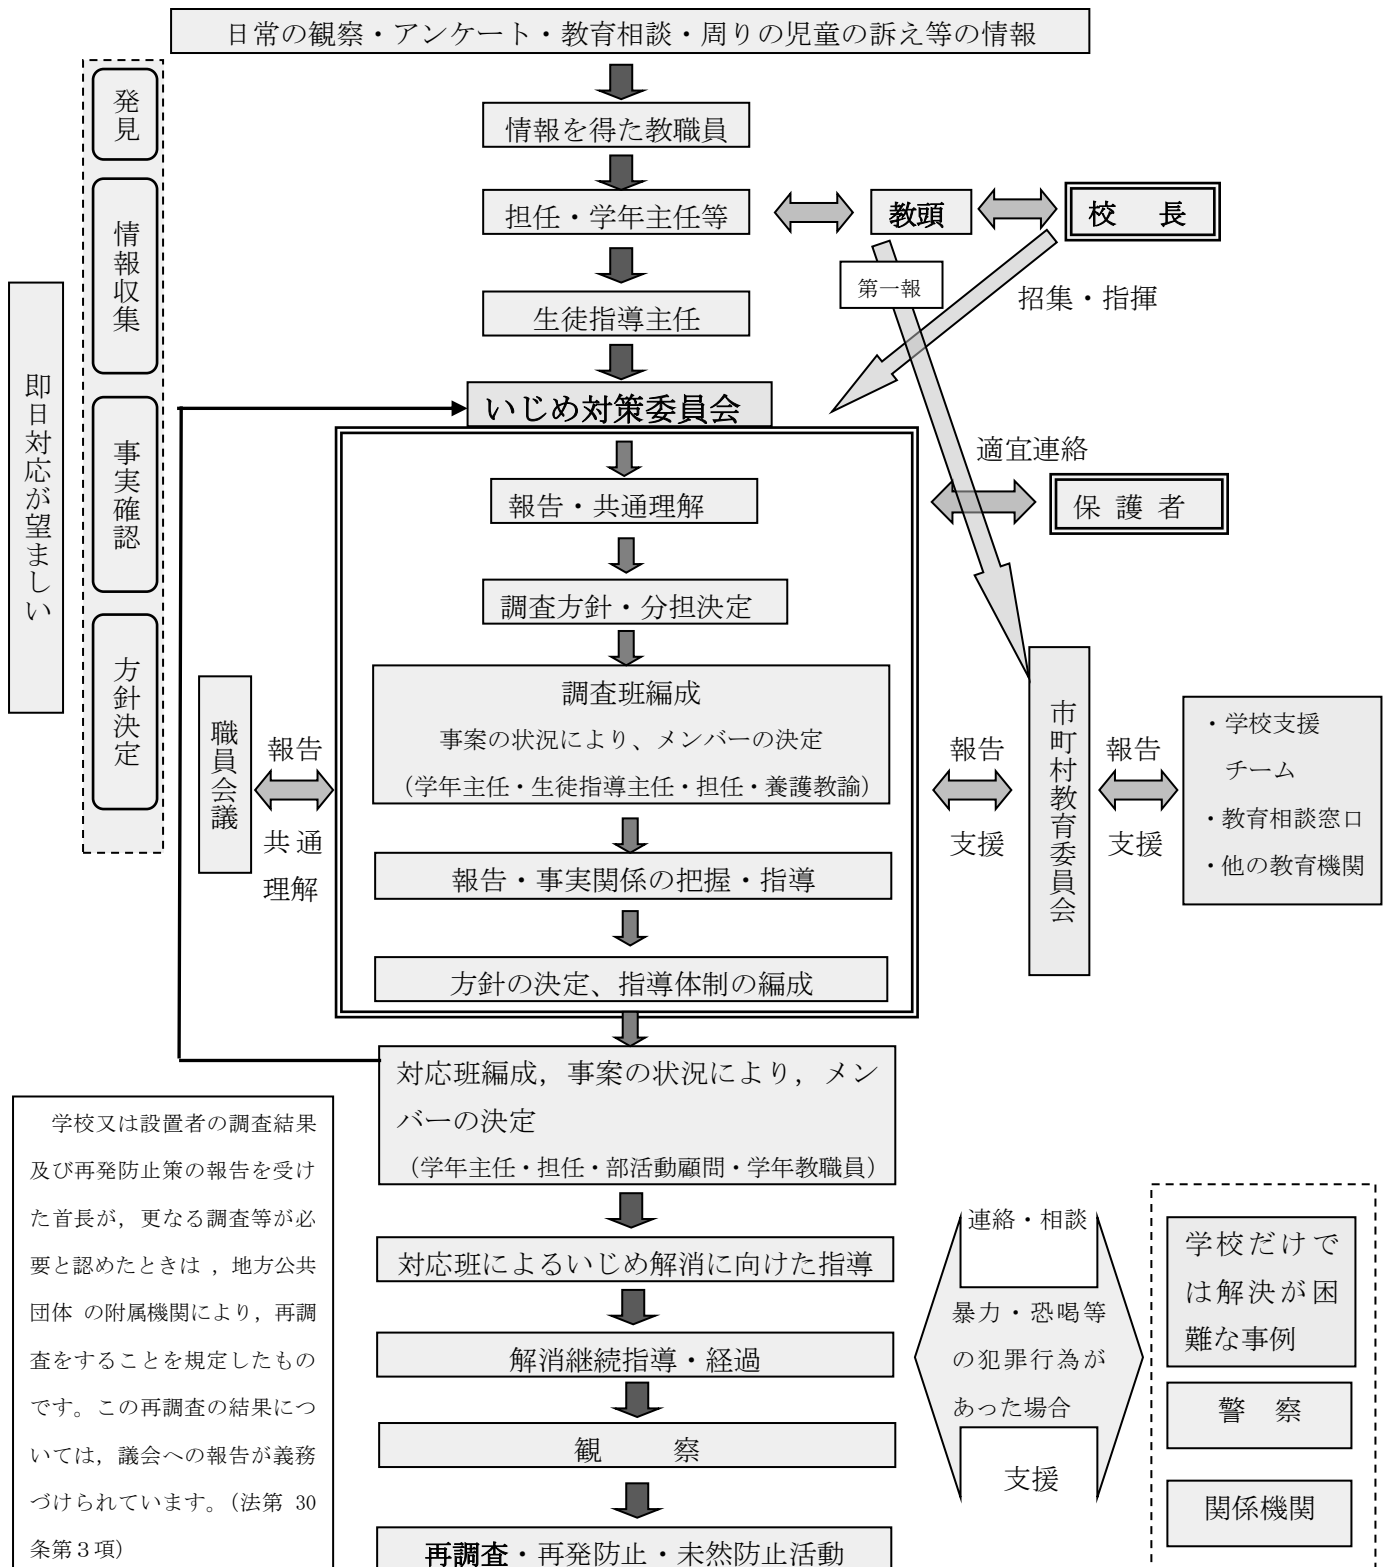 日常の観察・アンケート・教育相談・周りの児童の訴え等の情報
発見
情報収集
事実確認
方針決定
即日対応が望ましい
情報を得た教職員
担任・学年主任等
教頭
校　長
第一報
招集・指揮
生徒指導主任
いじめ対策委員会
報告・共通理解
適宜連絡
保 護 者
調査方針・分担決定
調査班編成
事案の状況により、メンバーの決定
（学年主任・生徒指導主任・担任・養護教諭）
職員会議
報告
共 通
理解
報告
支援
市町村教育委員会
報告
支援
・学校支援
チーム
・教育相談窓口
・他の教育機関
報告・事実関係の把握・指導
方針の決定、指導体制の編成
対応班編成，事案の状況により，メン
バーの決定
（学年主任・担任・部活動顧問・学年教職員）
学校又は設置者の調査結果
及び再発防止策の報告を受け
た首長が，更なる調査等が必
要と認めたときは ，地方公共
団体 の附属機関により，再調
査をすることを規定したもの
です。この再調査の結果につ
いては，議会への報告が義務
づけられています。（法第 30
条第３項）
対応班によるいじめ解消に向けた指導
解消継続指導・経過
観　　察
再調査・再発防止・未然防止活動
連絡・相談
暴力・恐喝等
の犯罪行為が
あった場合
支援
学校だけで
は解決が困
難な事例
警　察
関係機関